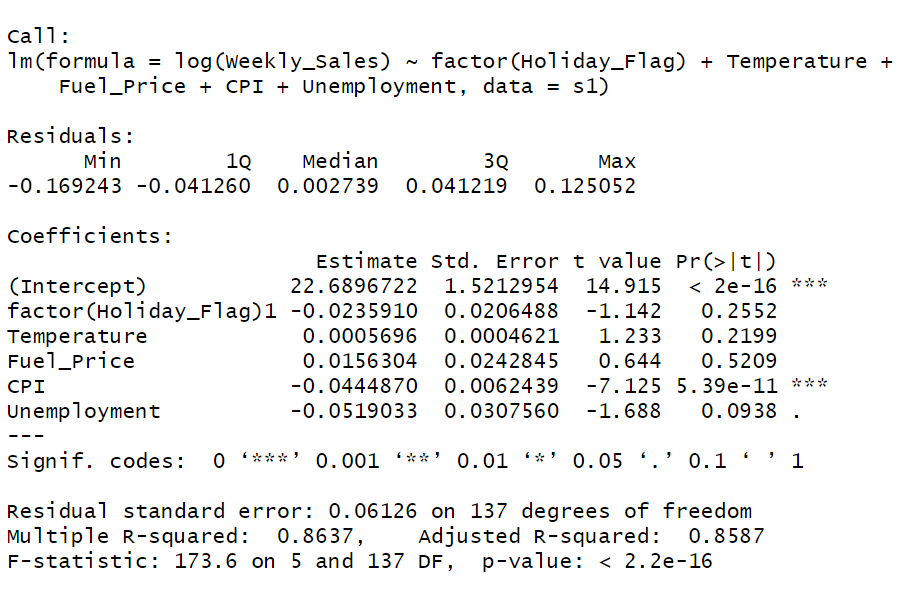 Call:
lm(formula = log(Weekly_Sales) ~ factor(Holiday_Flag) + Temperature +
    Fuel_Price + CPI + Unemployment, data = s1)

Residuals:
      Min        1Q    Median        3Q       Max
-0.169243 -0.041260  0.002739  0.041219  0.125052

Coefficients:
                        Estimate Std. Error t value Pr(>|t|)
(Intercept)           22.6896722  1.5212954  14.915  < 2e-16 ***
factor(Holiday_Flag)1 -0.0235910  0.0206488  -1.142   0.2552
Temperature            0.0005696  0.0004621   1.233   0.2199
Fuel_Price             0.0156304  0.0242845   0.644   0.5209
CPI                   -0.0444870  0.0062439  -7.125 5.39e-11 ***
Unemployment          -0.0519033  0.0307560  -1.688   0.0938 .
---
Signif. codes:  0 ‘***’ 0.001 ‘**’ 0.01 ‘*’ 0.05 ‘.’ 0.1 ‘ ’ 1

Residual standard error: 0.06126 on 137 degrees of freedom
Multiple R-squared:  0.8637,	Adjusted R-squared:  0.8587
F-statistic: 173.6 on 5 and 137 DF,  p-value: < 2.2e-16